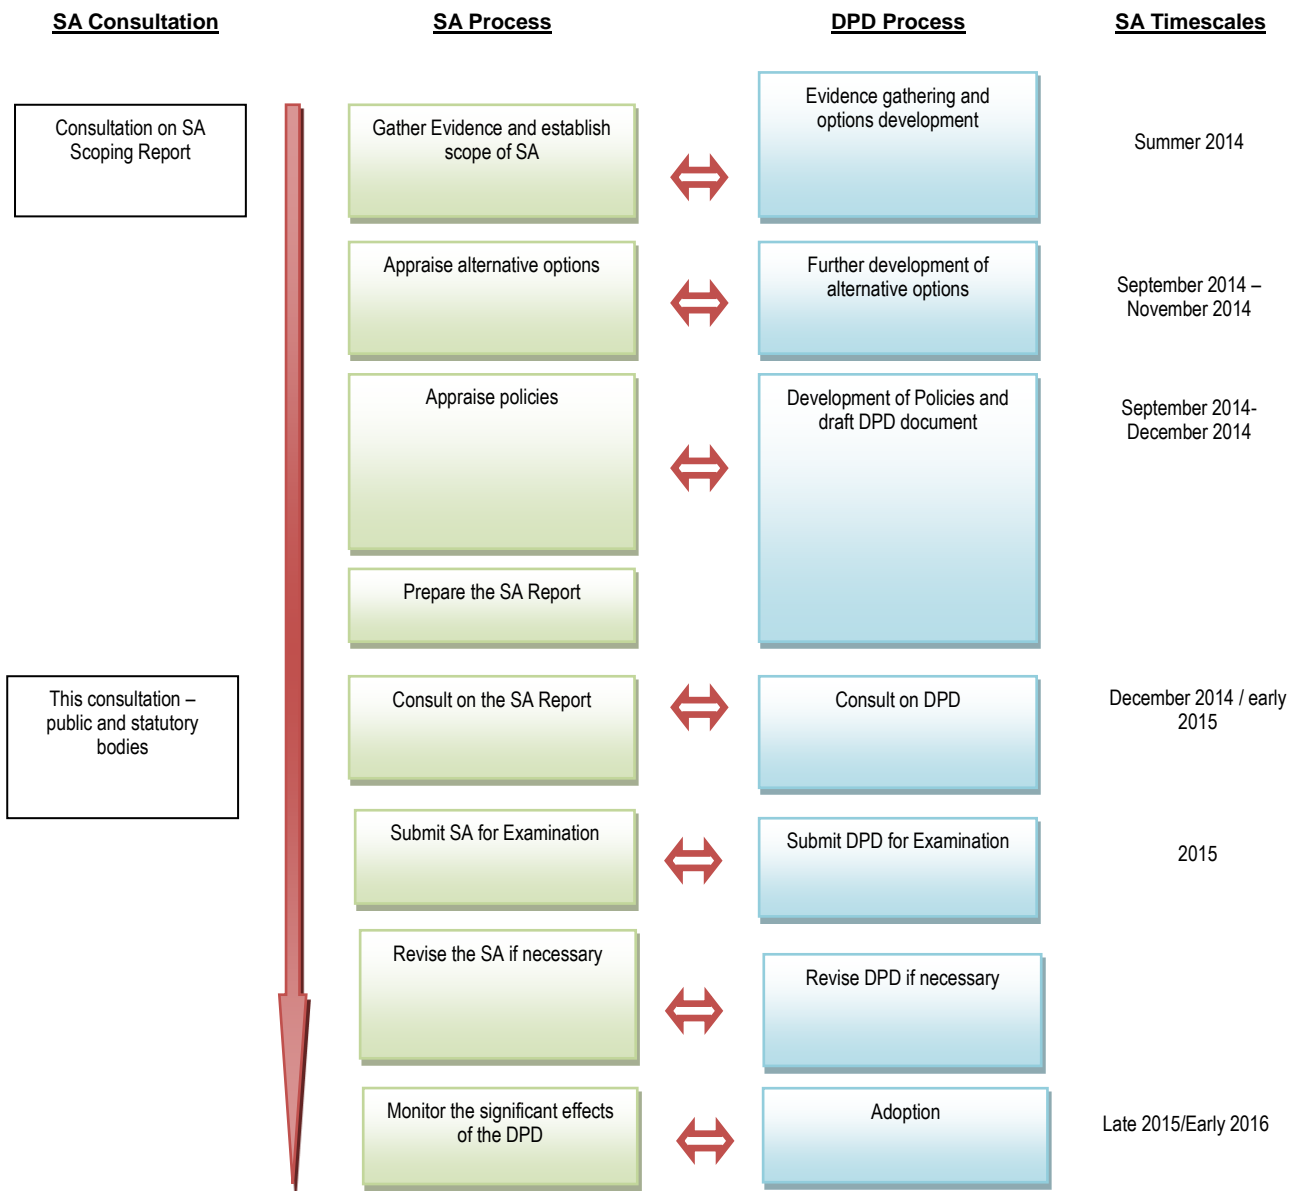 SA Consultation
SA Process
DPD Process
SA Timescales
Consultation on SA
Scoping Report
Gather Evidence and establish
scope of SA
Evidence gathering and
options development
Summer 2014
Appraise alternative options
Further development of
alternative options
September 2014 –
November 2014
Appraise policies
Development of Policies and
draft DPD document
September 2014-
December 2014
Prepare the SA Report
This consultation –
public and statutory
bodies
Consult on the SA Report
Consult on DPD
December 2014 / early
2015
Submit SA for Examination
Submit DPD for Examination
2015
Revise the SA if necessary
Revise DPD if necessary
Monitor the significant effects
of the DPD
Adoption
Late 2015/Early 2016